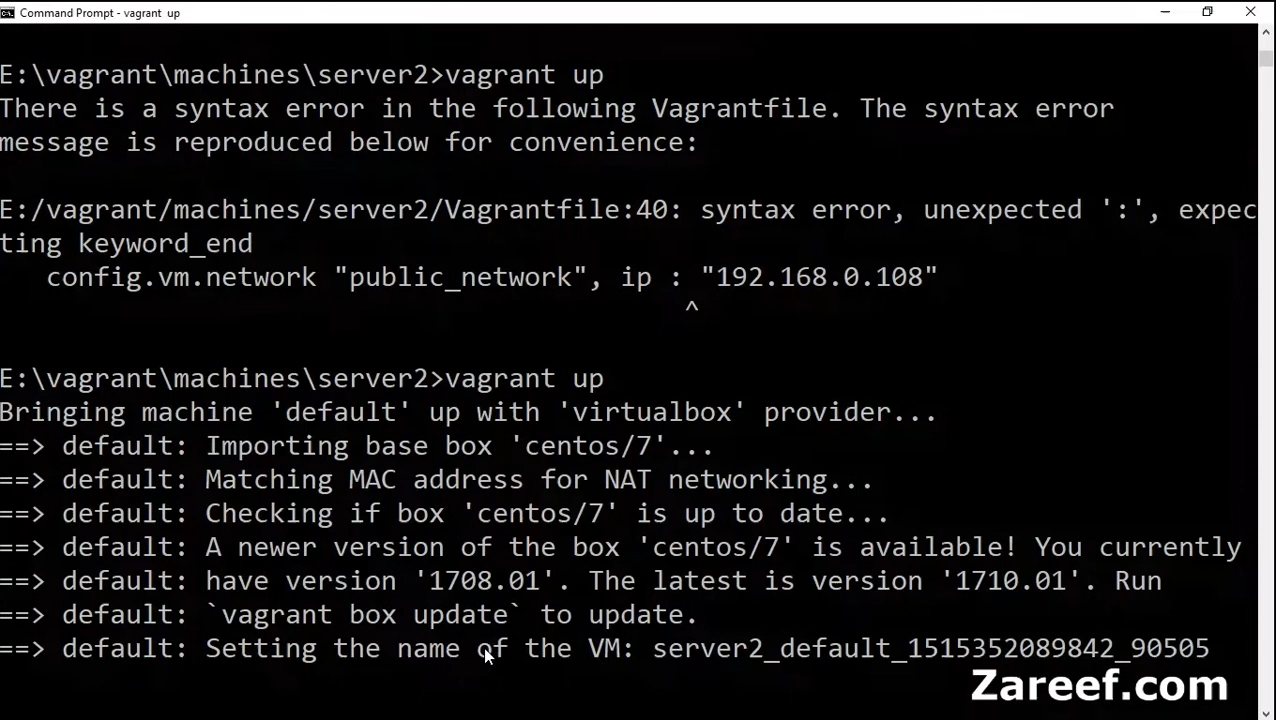 Command Prompt - vagrant  up
E:\vagrant\machines\server2>vagrant up
There is a syntax error in the following Vagrantfile. The syntax error
message is reproduced below for convenience:
E:/vagrant/machines/server2/Vagrantfile:40: syntax error, unexpected ':', expec
ting keyword_end
   config.vm.network "public_network", ip : "192.168.0.108"
                                           ^
E:\vagrant\machines\server2>vagrant up
Bringing machine 'default' up with 'virtualbox' provider...
==> default: Importing base box 'centos/7'...
==> default: Matching MAC address for NAT networking...
==> default: Checking if box 'centos/7' is up to date...
==> default: A newer version of the box 'centos/7' is available! You currently
==> default: have version '1708.01'. The latest is version '1710.01'. Run
==> default: `vagrant box update` to update.
==> default: Setting the name of the VM: server2_default_1515352089842_90505
Zareef.com